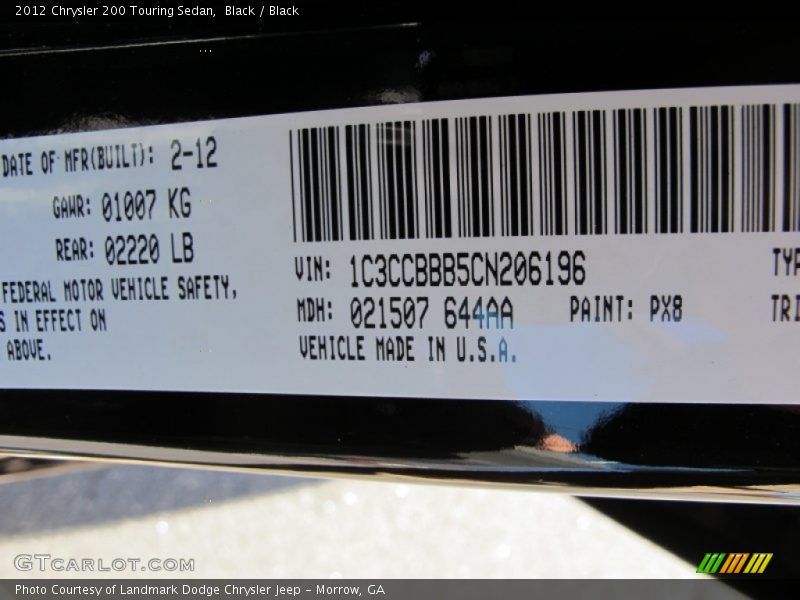 2012 Chrysler 200 Touring Sedan,  Black / Black
DATE OF MFR(BUILT): 2-12
GAWR: 01007 KG
REAR: 02220 LB
FEDERAL MOTOR VEHICLE SAFETY,
S IN EFFECT ON
ABOVE.
VIN: 1C3CCBBB5CN206196
MDH: 021507 644AA
PAINT: PX8
VEHICLE MADE IN U.S.A.
TYP
TRI
GTCARLOT.COM
Photo Courtesy of Landmark Dodge Chrysler Jeep – Morrow, GA